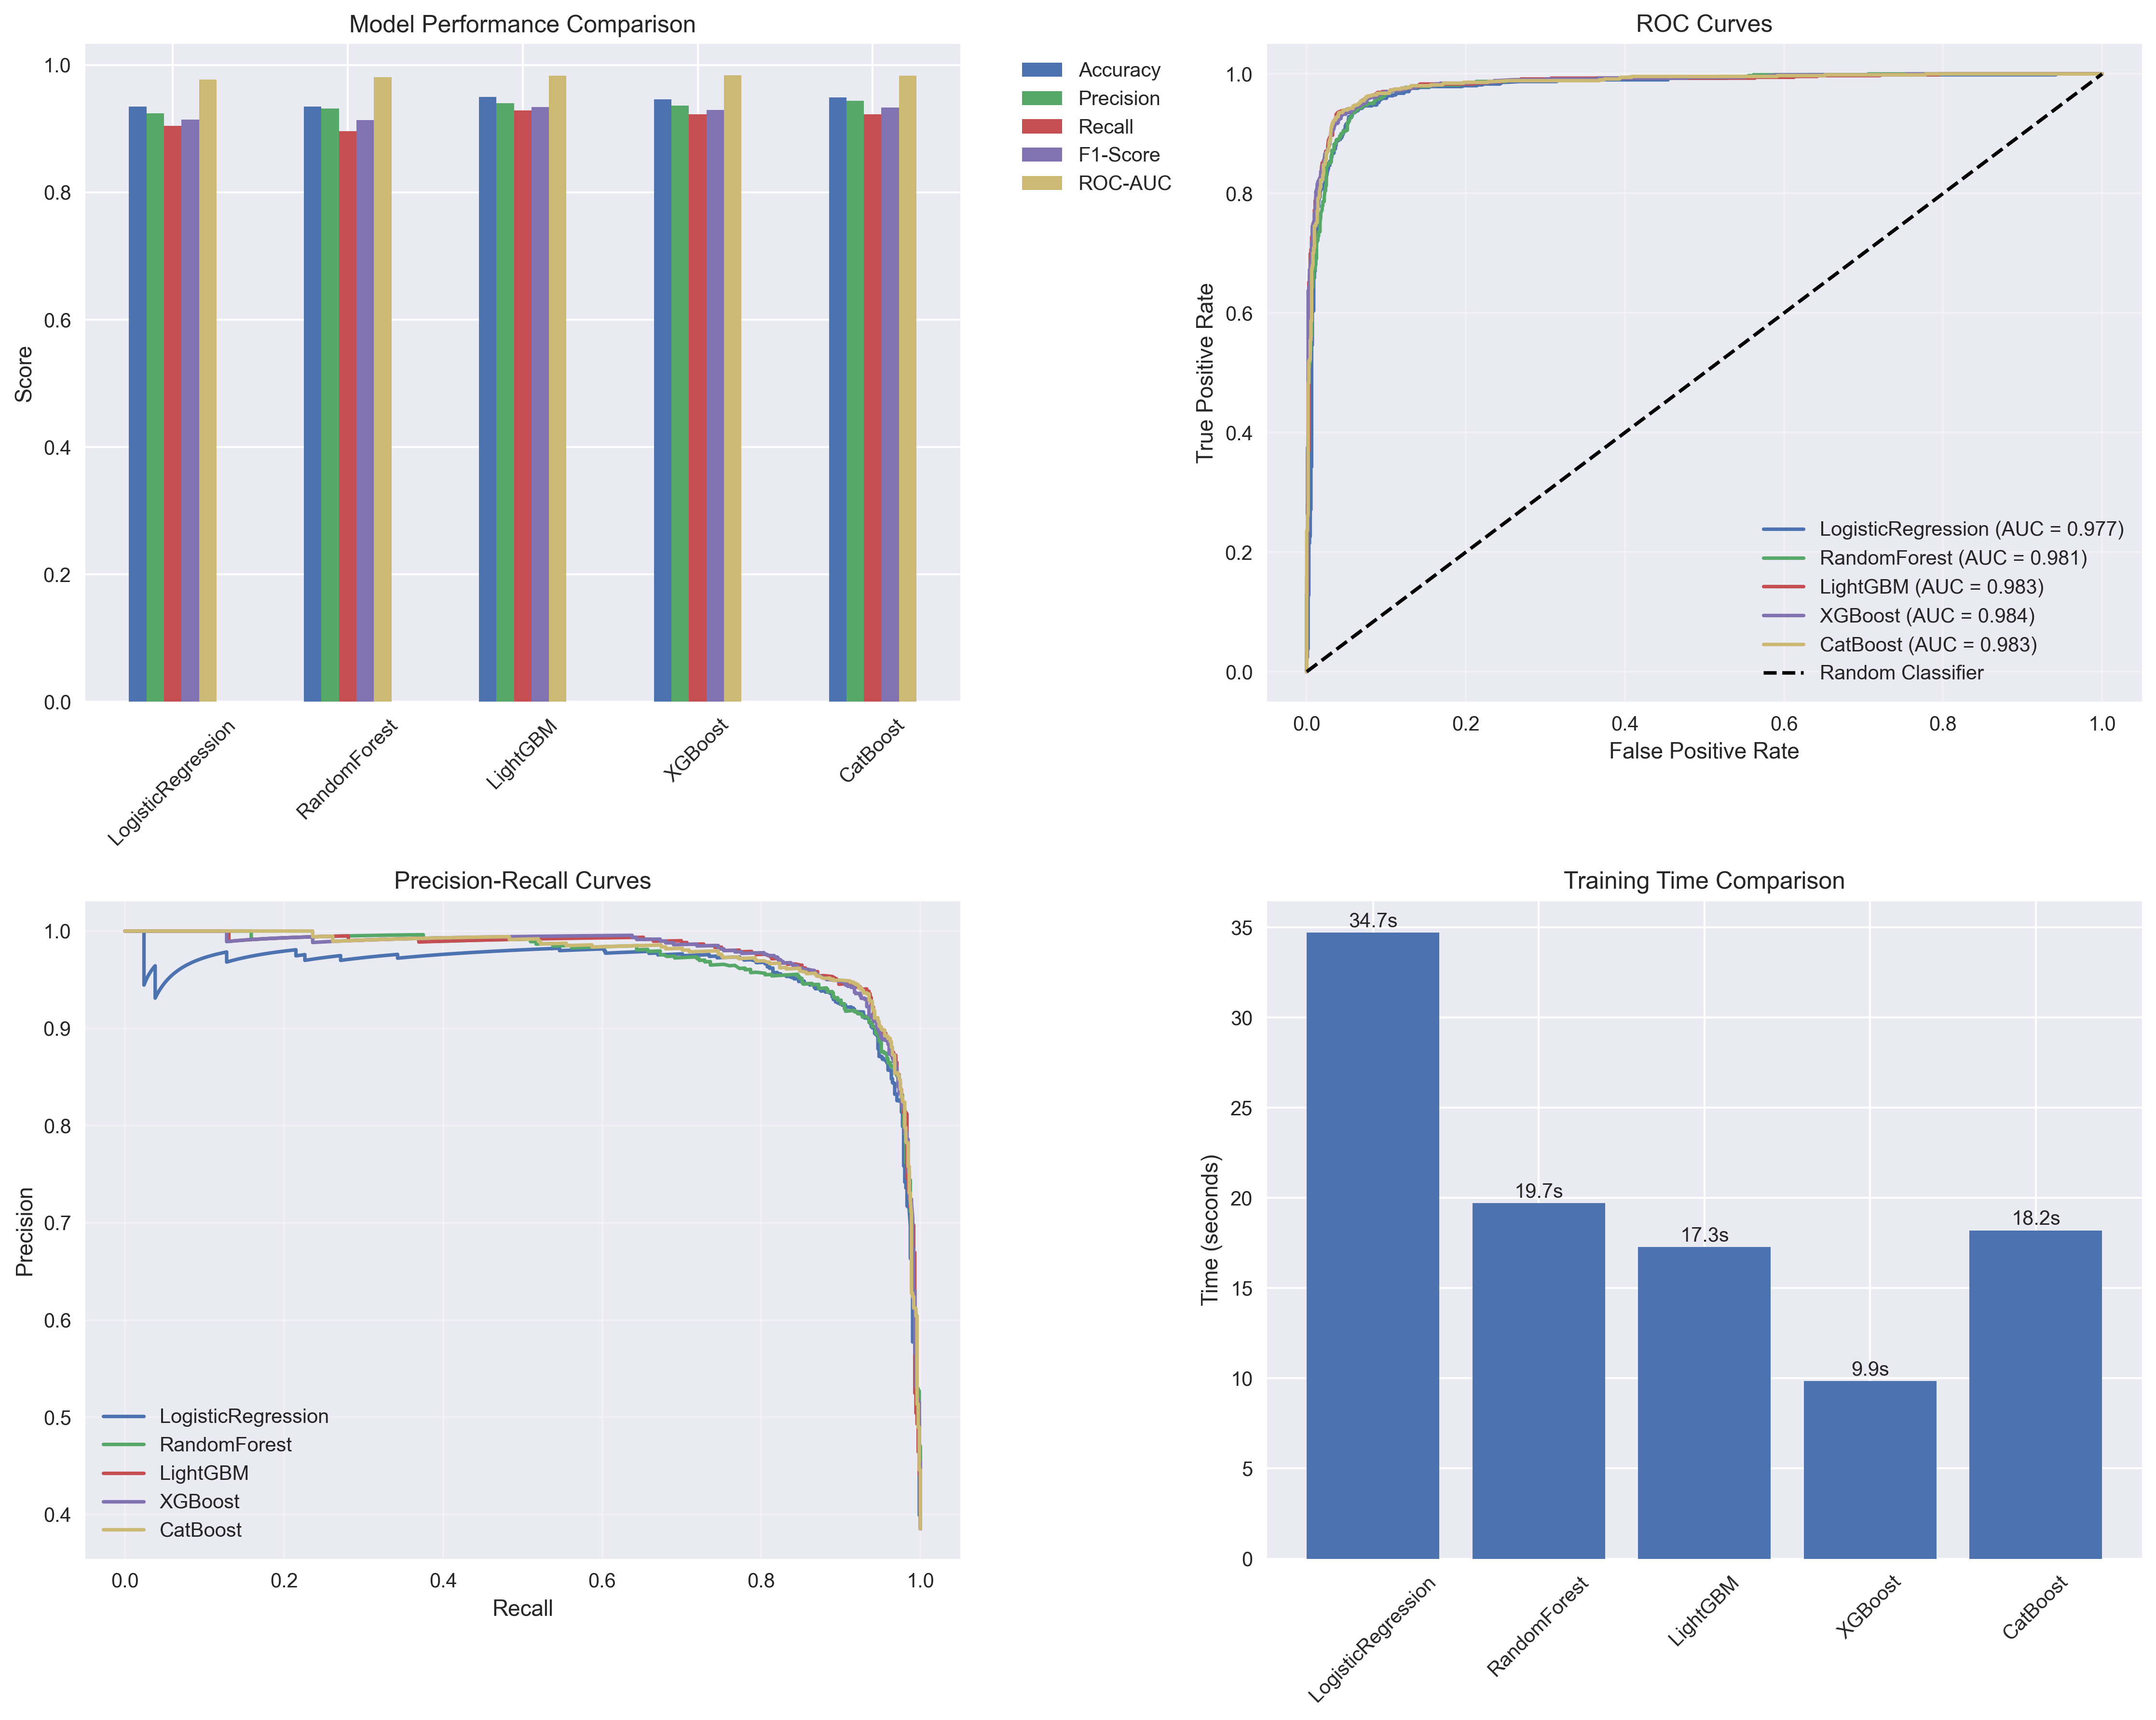 Model Performance Comparison
1.0
0.8
0.6
0.4
0.2
0.0
Score
LogisticRegression
RandomForest
LightGBM
XGBoost
CatBoost
Accuracy
Precision
Recall
F1-Score
ROC-AUC
ROC Curves
1.0
0.8
0.6
0.4
0.2
0.0
True Positive Rate
LogisticRegression (AUC = 0.977)
RandomForest (AUC = 0.981)
LightGBM (AUC = 0.983)
XGBoost (AUC = 0.984)
CatBoost (AUC = 0.983)
Random Classifier
0.0 0.2 0.4 0.6 0.8 1.0
False Positive Rate
Precision-Recall Curves
1.0
0.9
0.8
0.7
0.6
0.5
0.4
Precision
LogisticRegression
RandomForest
LightGBM
XGBoost
CatBoost
0.0 0.2 0.4 0.6 0.8 1.0
Recall
Training Time Comparison
35
30
25
20
15
10
5
0
Time (seconds)
34.7s
19.7s
17.3s
9.9s
18.2s
LogisticRegression
RandomForest
LightGBM
XGBoost
CatBoost